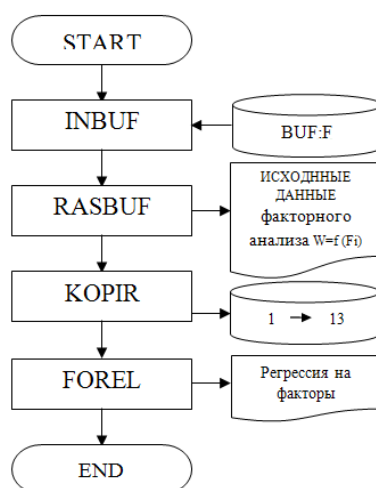 START
INBUF
BUF:F
RASBUF
ИСХОДННЫЕ
ДАННЫЕ
факторного
анализа W=f (Fi)
KOPIR
1 → 13
FOREL
Регрессия на
факторы
END